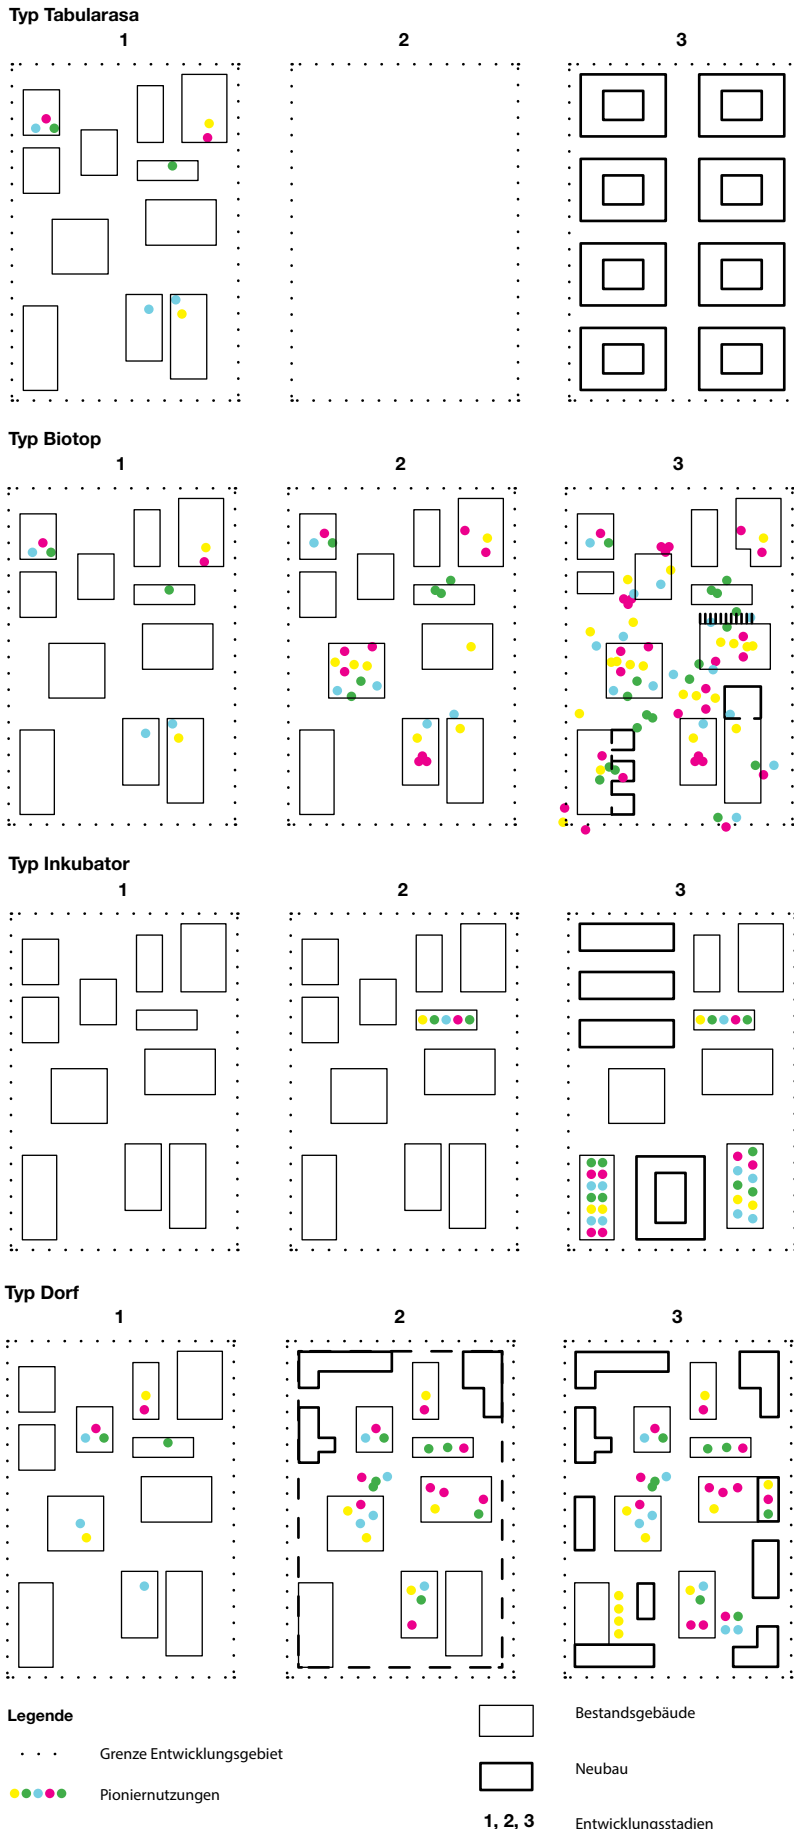 Typ Tabularasa
1 2 3
Typ Biotop
1 2 3
Typ Inkubator
1 2 3
Typ Dorf
1 2 3
Legende
Grenze Entwicklungsgebiet
Pioniernutzungen
Bestandsgebäude
Neubau
1, 2, 3 Entwicklungsstadien